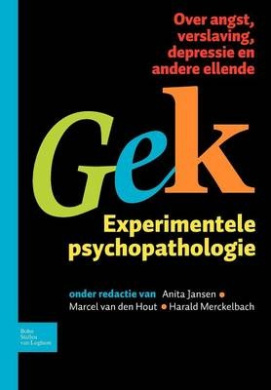 Over angst,
verslaving,
depressie en
andere ellende
Gek
Experimentele
psychopathologie
onder redactie van Anita Jansen
Marcel van den Hout • Harald Merckelbach
Bohn
Stafleu
van Loghum